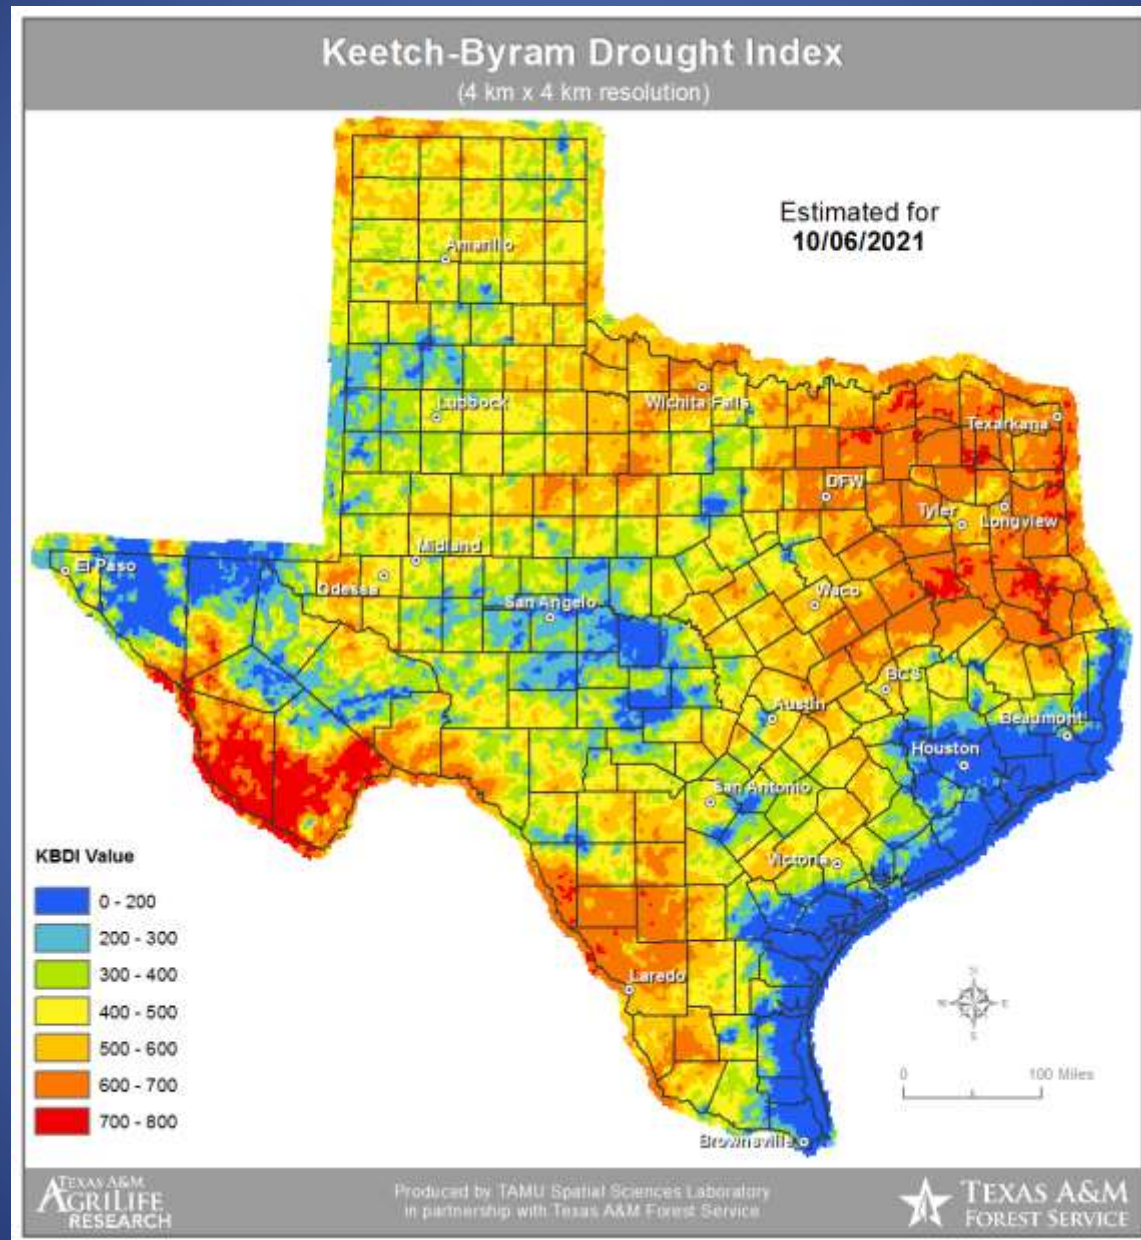 Keetch-Byram Drought Index
(4 km x 4 km resolution)
Estimated for
10/06/2021
Amarillo
Lubbock
Wichita Falls
Texarkana
DFW
Tyler
Longview
Midland
El Paso
Odessa
San Angelo
Waco
BCS
Austin
Beaumont
Houston
San Antonio
Victoria
Laredo
Brownsville
KBDI Value
0 - 200
200 - 300
300 - 400
400 - 500
500 - 600
600 - 700
700 - 800
N
W E
S
0 100 Miles
TEXAS A&M
AGRILIFE
RESEARCH
Produced by TAMU Spatial Sciences Laboratory
in partnership with Texas A&M Forest Service
TEXAS A&M
FOREST SERVICE